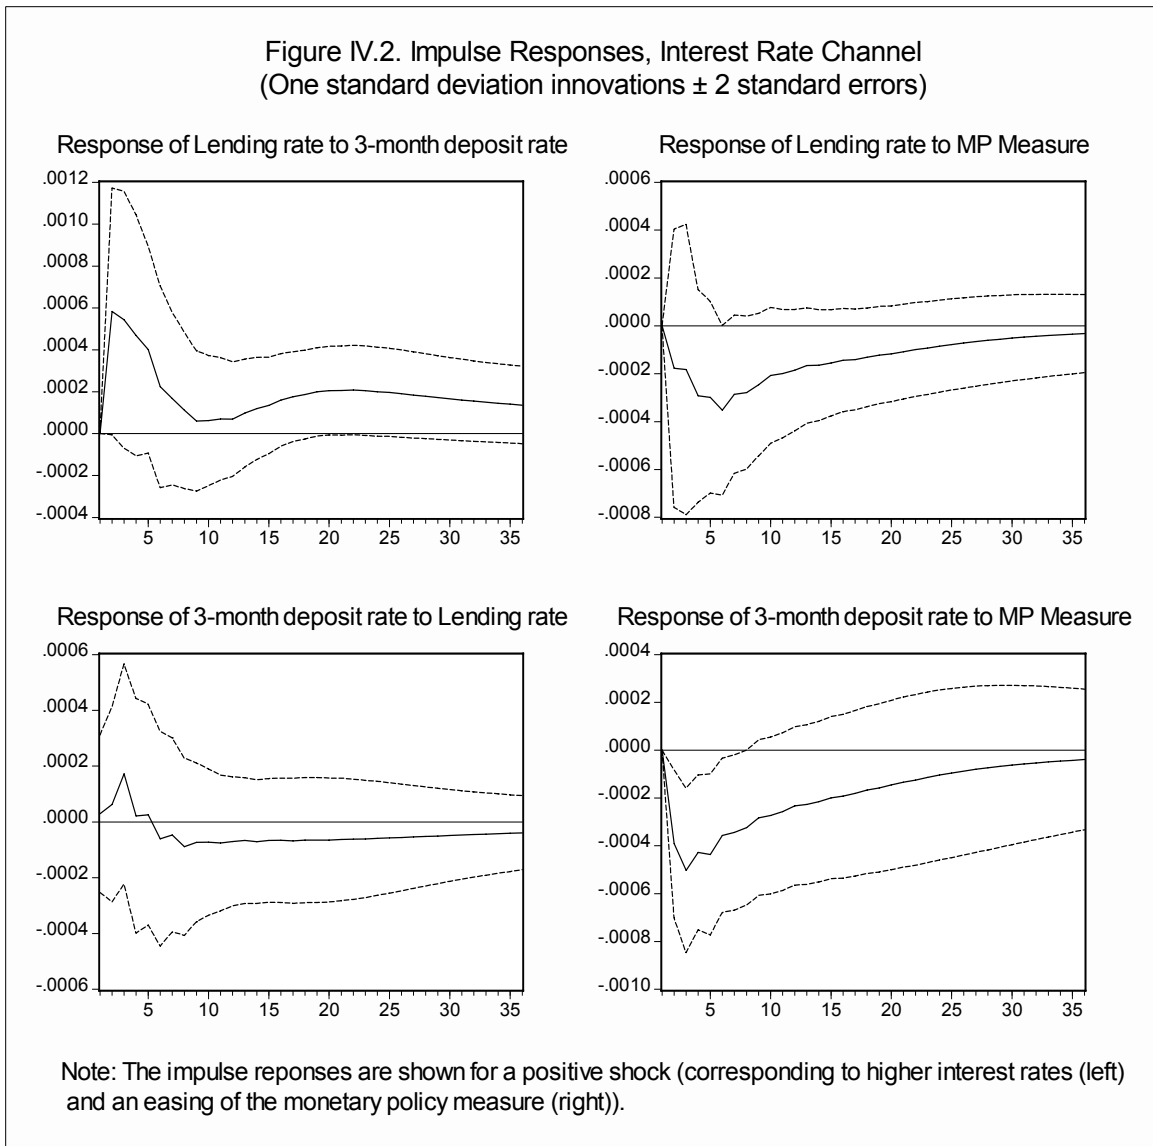 Figure IV.2. Impulse Responses, Interest Rate Channel
(One standard deviation innovations ± 2 standard errors)
Response of Lending rate to 3-month deposit rate
.0012
.0010
.0008
.0006
.0004
.0002
.0000
-.0002
-.0004
5 10 15 20 25 30 35
Response of Lending rate to MP Measure
.0006
.0004
.0002
.0000
-.0002
-.0004
-.0006
-.0008
5 10 15 20 25 30 35
Response of 3-month deposit rate to Lending rate
.0006
.0004
.0002
.0000
-.0002
-.0004
-.0006
5 10 15 20 25 30 35
Response of 3-month deposit rate to MP Measure
.0004
.0002
.0000
-.0002
-.0004
-.0006
-.0008
-.0010
5 10 15 20 25 30 35
Note: The impulse reponses are shown for a positive shock (corresponding to higher interest rates (left)
and an easing of the monetary policy measure (right)).